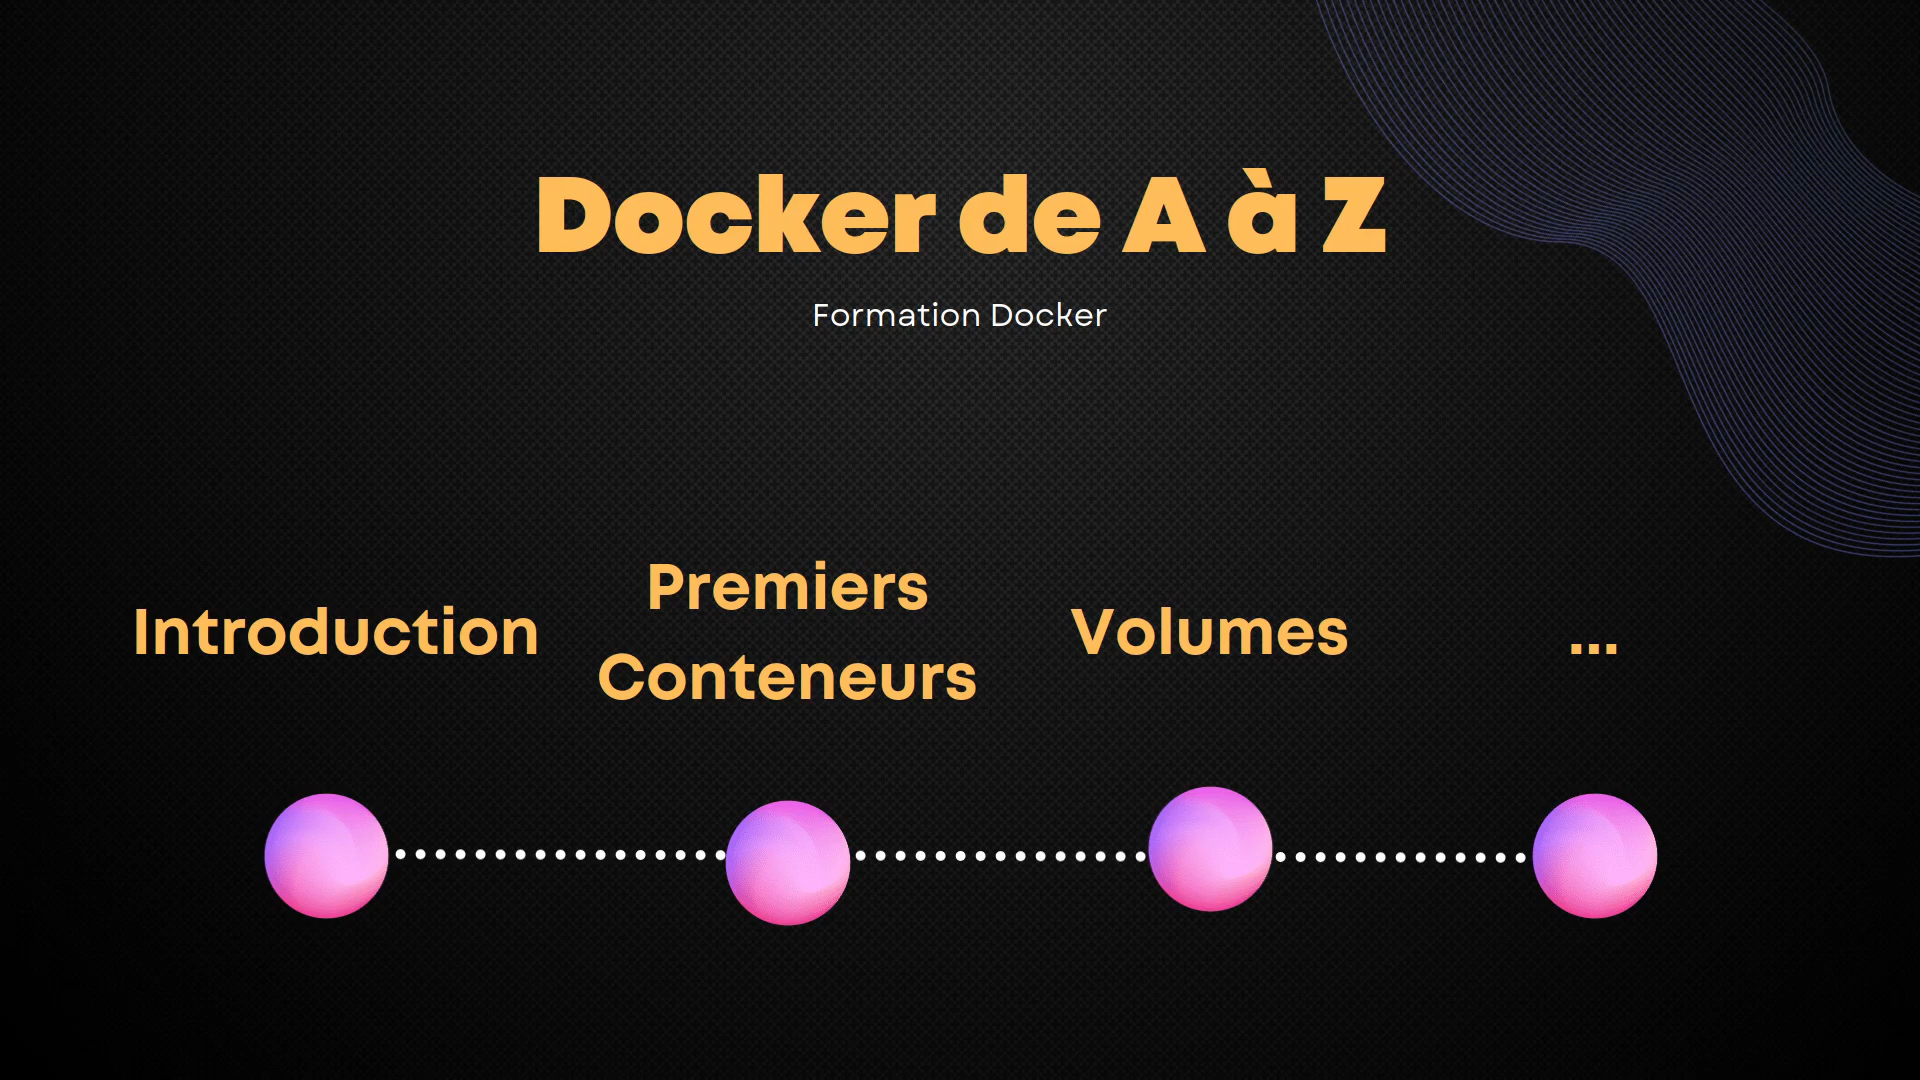 Docker de A à Z
Formation Docker
Introduction
Premiers
Conteneurs
Volumes
...